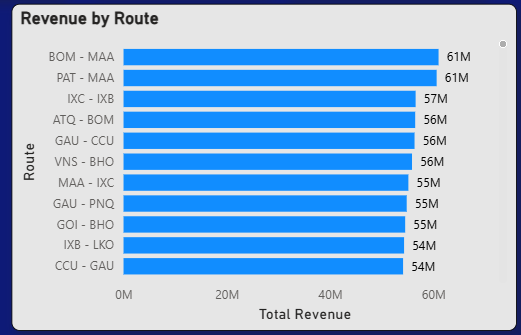 Revenue by Route
BOM - MAA 61M
PAT - MAA 61M
IXC - IXB 57M
ATQ - BOM 56M
GAU - CCU 56M
VNS - BHO 56M
MAA - IXC 55M
GAU - PNQ 55M
GOI - BHO 55M
IXB - LKO 54M
CCU - GAU 54M
Route
0M 20M 40M 60M
Total Revenue